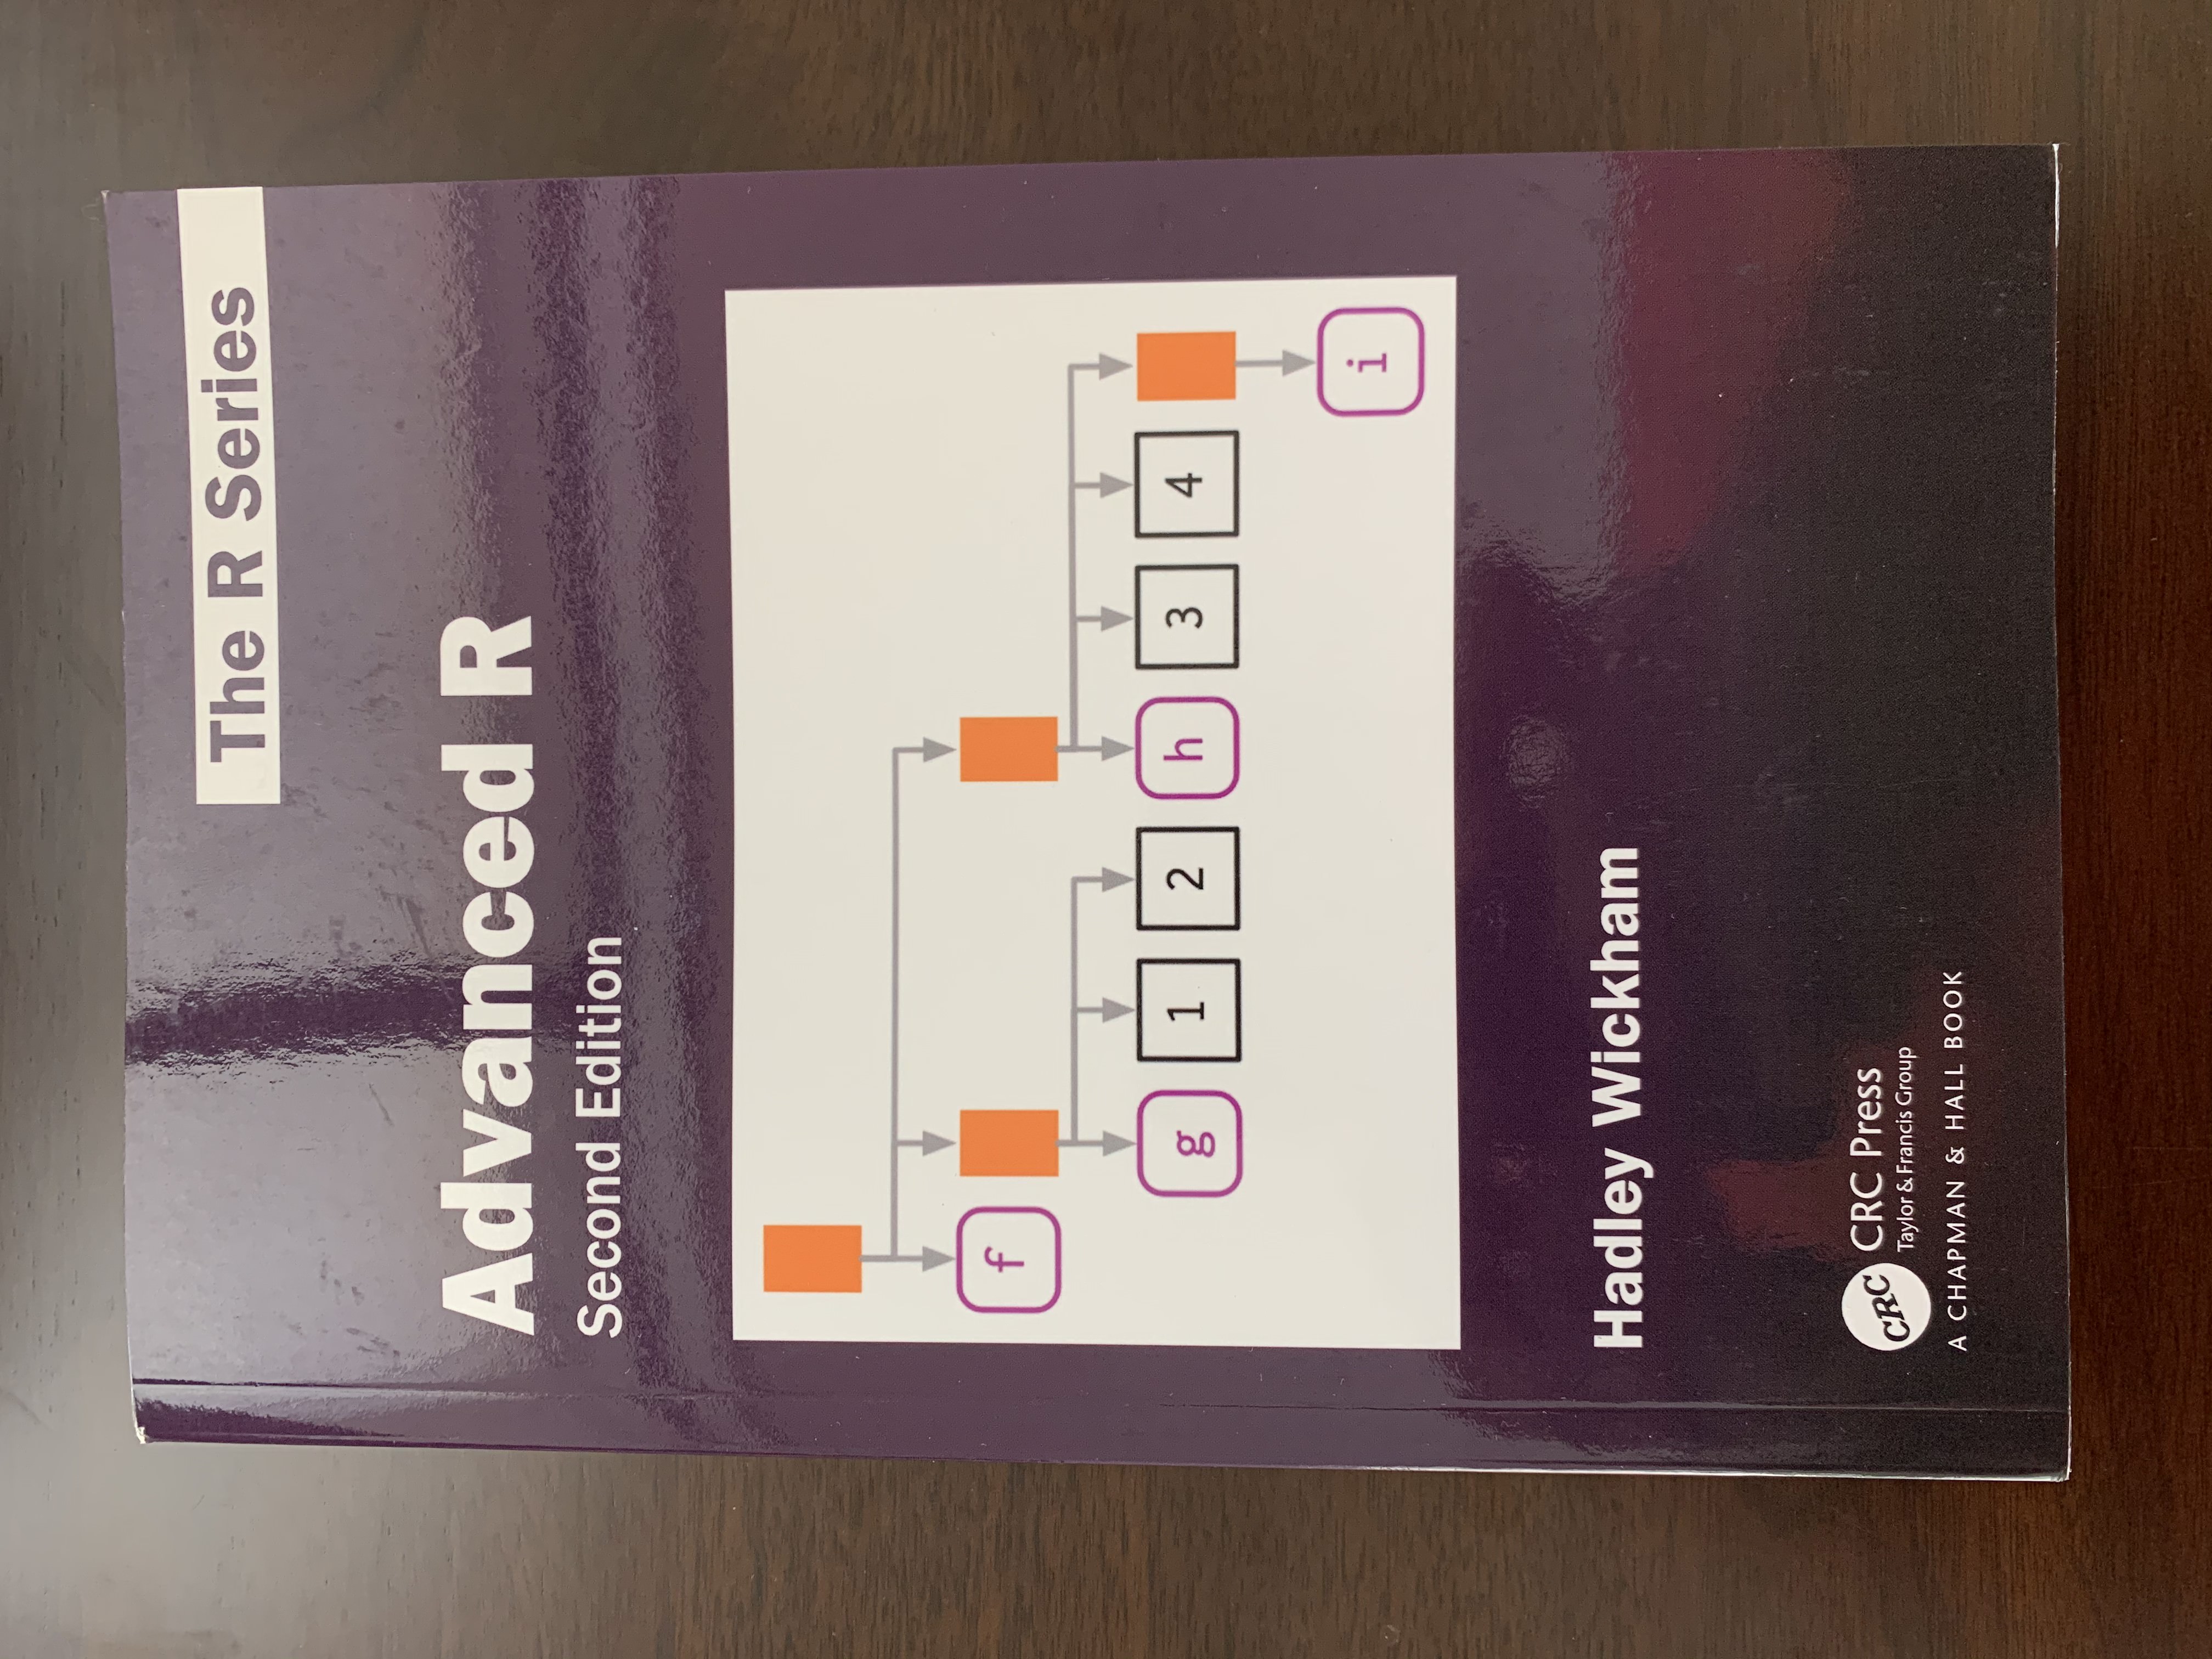 The R Series
Advanced R
Second Edition
f
g 1 2 h 3 4
i
Hadley Wickham
CRC CRC Press
Taylor & Francis Group
A CHAPMAN & HALL BOOK